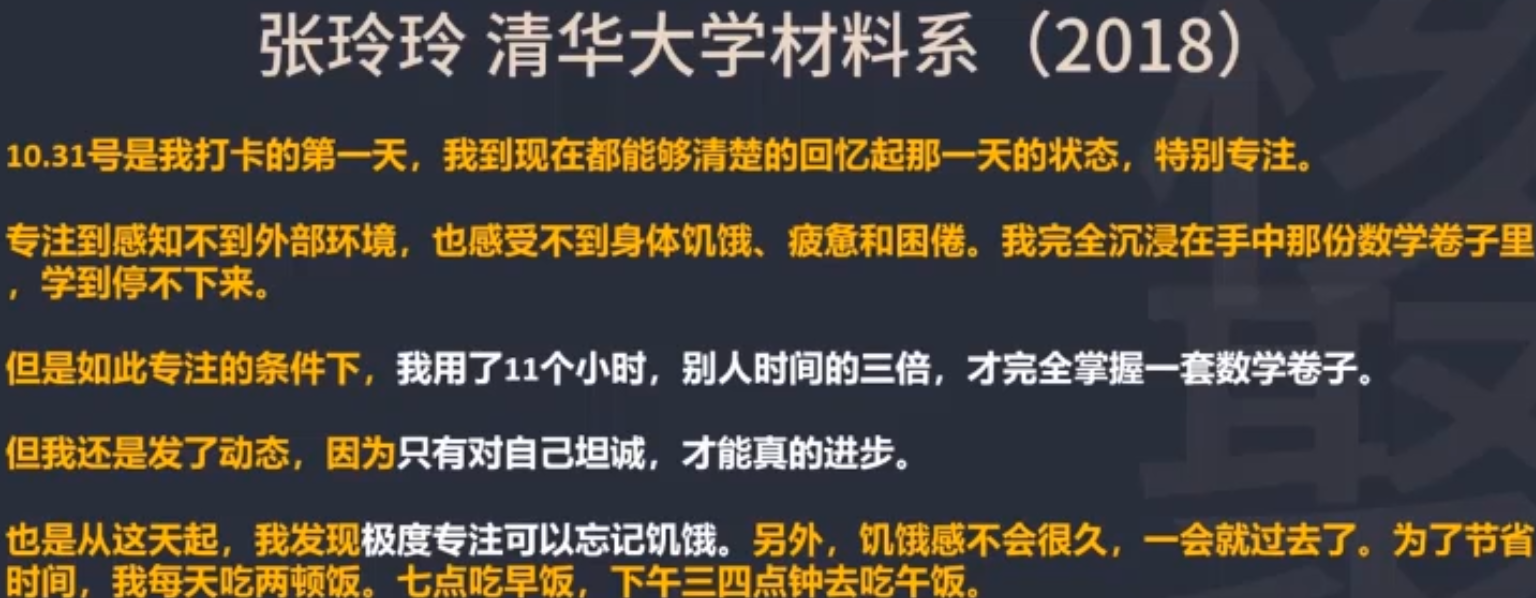 张玲玲 清华大学材料系（2018）
10.31号是我打卡的第一天，我到现在都能够清楚的回忆起那一天的状态，特别专注。
专注到感知不到外部环境，也感受不到身体饥饿、疲惫和困倦。我完全沉浸在手中那份数学卷子里
，学到停不下来。
但是如此专注的条件下，我用了11个小时，别人时间的三倍，才完全掌握一套数学卷子。
但我还是发了动态，因为只有对自己坦诚，才能真的进步。
也是从这天起，我发现极度专注可以忘记饥饿。另外，饥饿感不会很久，一会就过去了。为了节省
时间，我每天吃两顿饭。七点吃早饭，下午三四点钟去吃午饭。